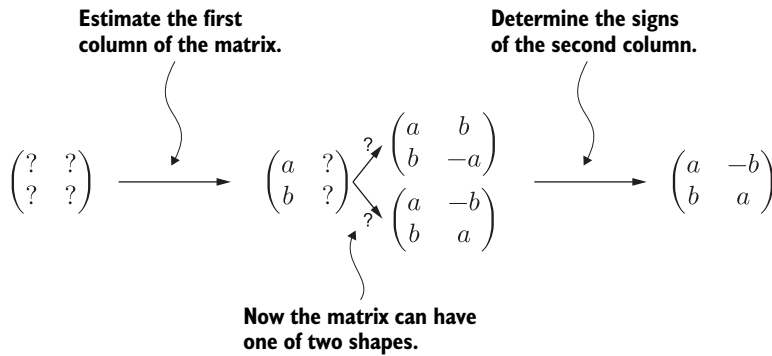 Estimate the first
column of the matrix.
Determine the signs
of the second column.
(? ?
? ?)
(a ?
b ?)
?
(a b
b −a)
?
(a −b
b a)
(a −b
b a)
Now the matrix can have
one of two shapes.